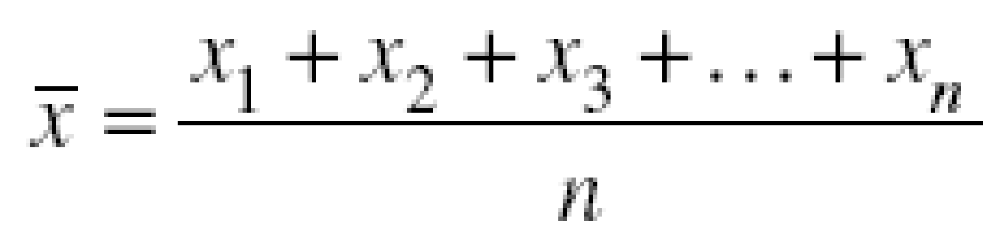 x̄ = (x₁ + x₂ + x₃ + ... + xₙ) / n